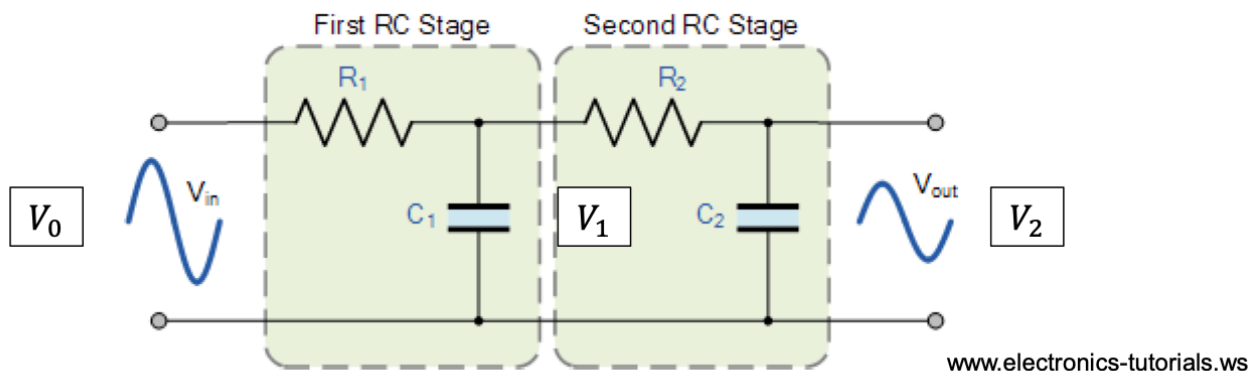 First RC Stage
Second RC Stage
R₁
R₂
V₀
Vᵢₙ
C₁
V₁
C₂
Vₒᵤₜ
V₂
www.electronics-tutorials.ws